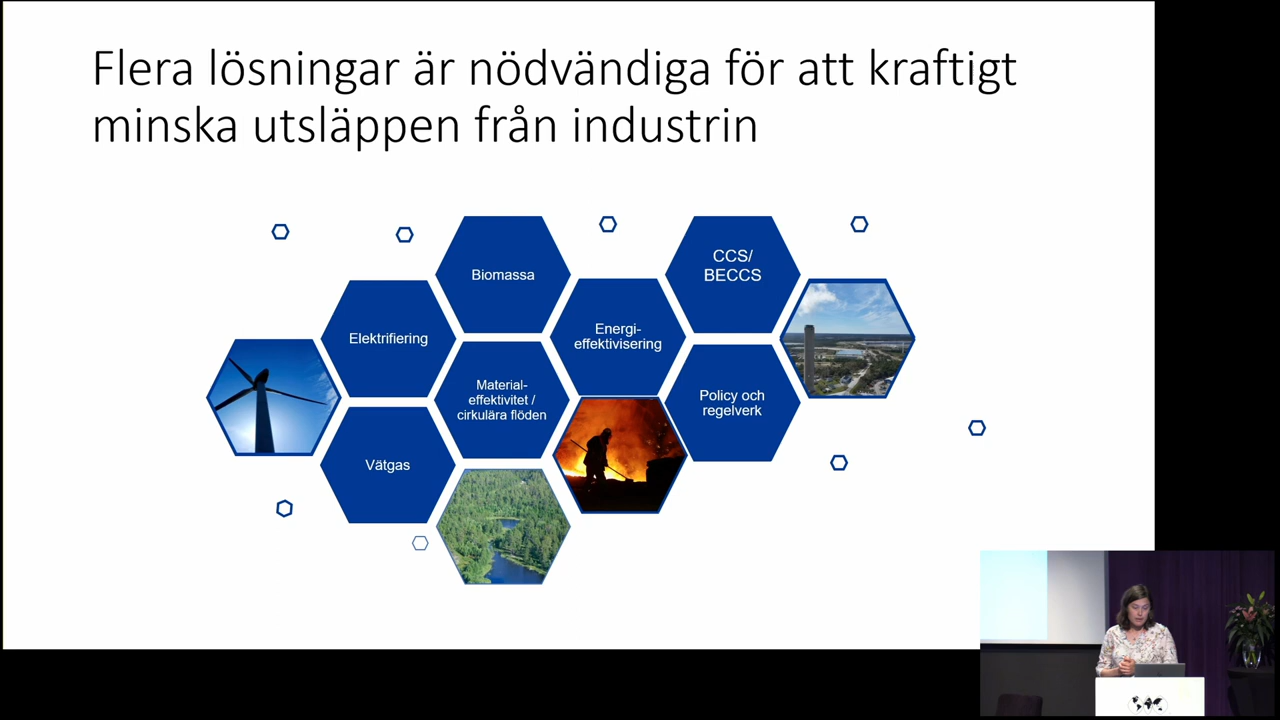 Flera lösningar är nödvändiga för att kraftigt
minska utsläppen från industrin
Biomassa
CCS/
BECCS
Elektrifiering
Energi-
effektivisering
Material-
effektivitet /
cirkulära flöden
Policy och
regelverk
Vätgas